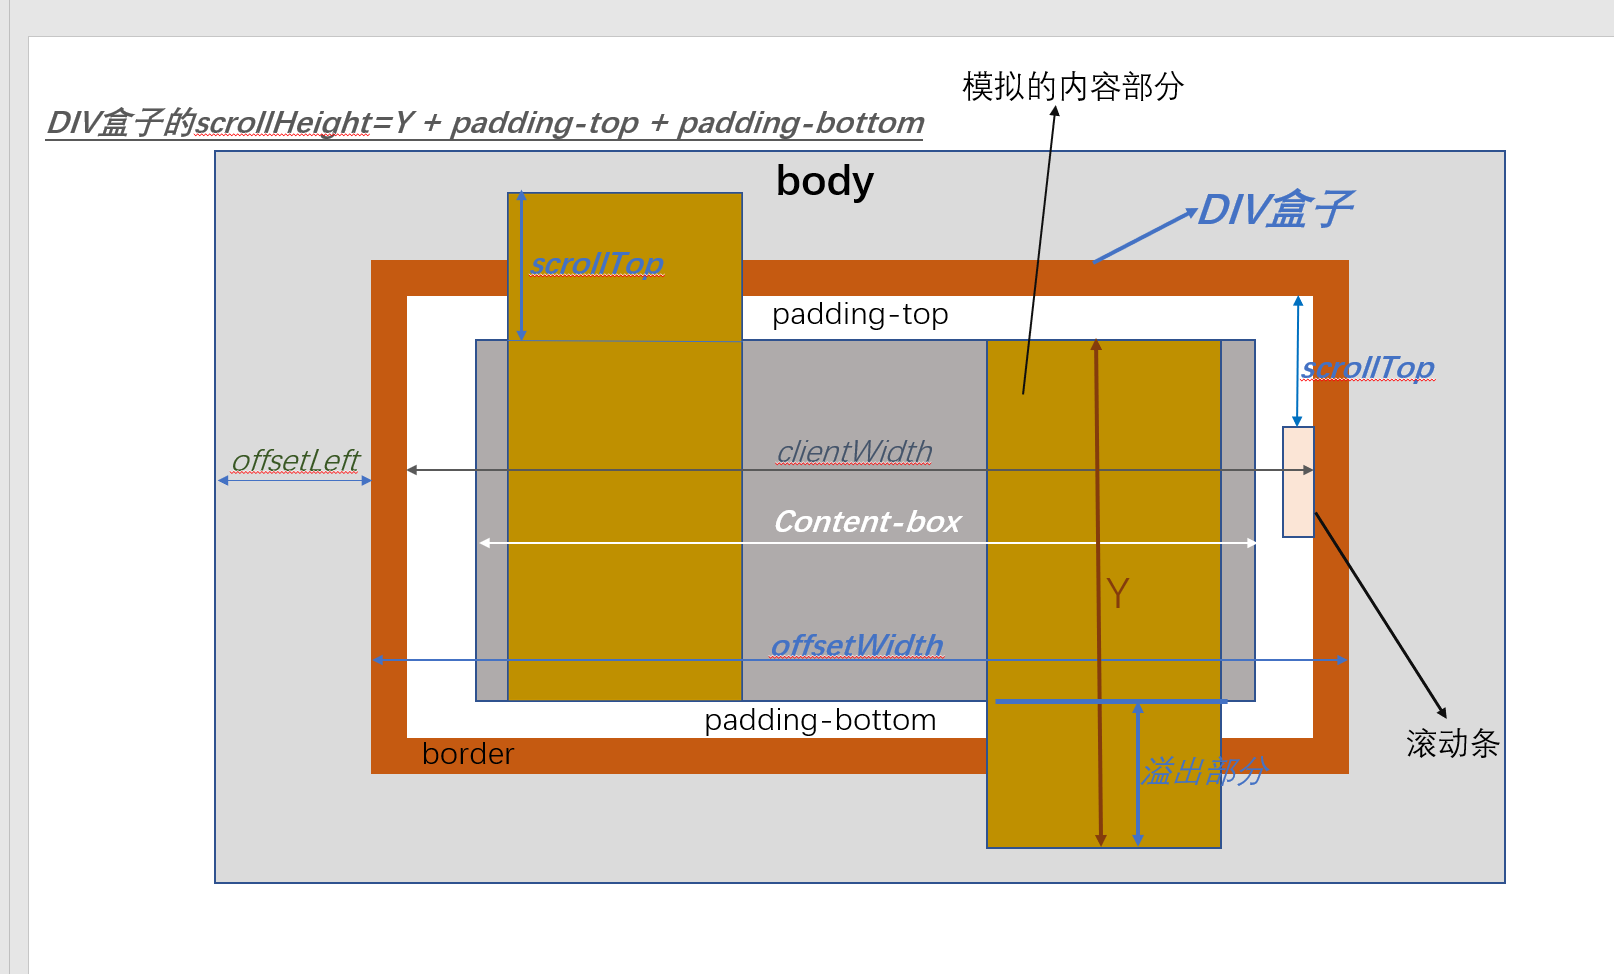 模拟的内容部分
DIV盒子的scrollHeight=Y + padding-top + padding-bottom
body
DIV盒子
scrollTop
padding-top
scrollTop
clientWidth
offsetLeft
Content-box
Y
offsetWidth
padding-bottom
滚动条
border
溢出部分